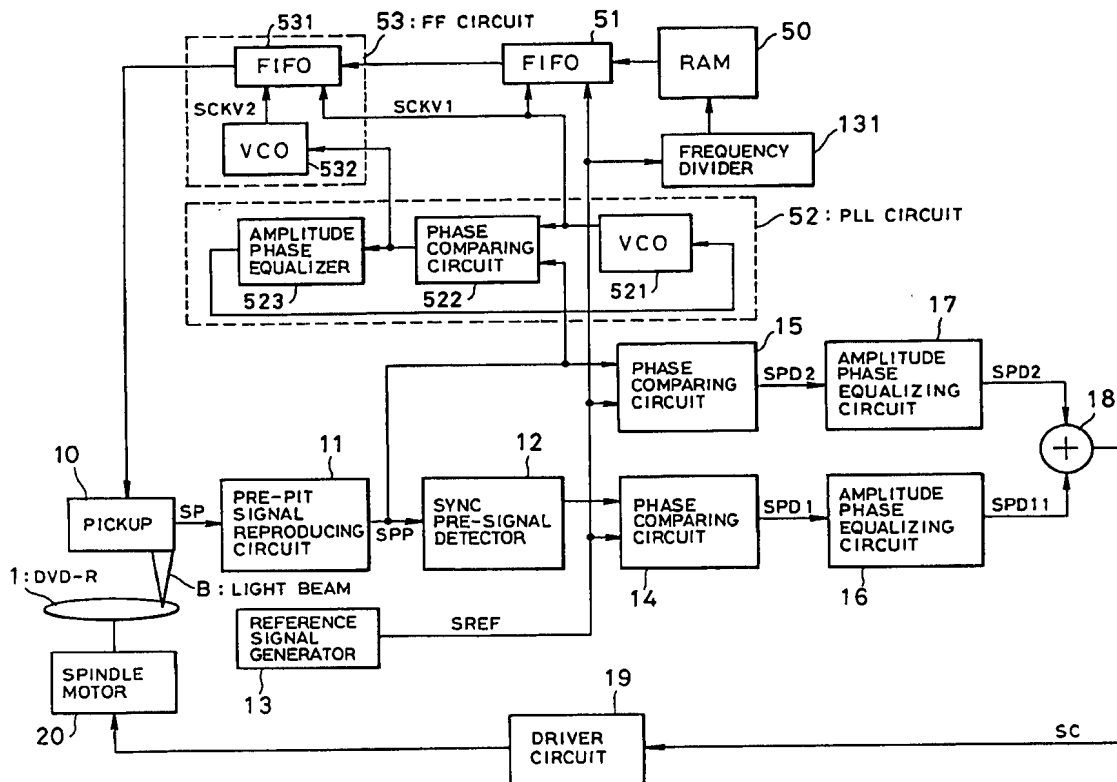 531
53 : FF CIRCUIT
51
50
FIFO
FIFO
RAM
SCKV2
SCKV1
131
VCO
532
FREQUENCY
DIVIDER
52 : PLL CIRCUIT
AMPLITUDE
PHASE
EQUALIZER
PHASE
COMPARING
CIRCUIT
VCO
523
522
521
15
17
PHASE
COMPARING
CIRCUIT
SPD2
AMPLITUDE
PHASE
EQUALIZING
CIRCUIT
SPD2
18
+
10
11
12
PICKUP
SP
PRE-PIT
SIGNAL
REPRODUCING
CIRCUIT
SPP
SYNC
PRE-SIGNAL
DETECTOR
PHASE
COMPARING
CIRCUIT
SPD1
AMPLITUDE
PHASE
EQUALIZING
CIRCUIT
SPD11
14
16
1 : DVD-R
B : LIGHT BEAM
REFERENCE
SIGNAL
GENERATOR
SREF
13
SPINDLE
MOTOR
20
19
DRIVER
CIRCUIT
SC